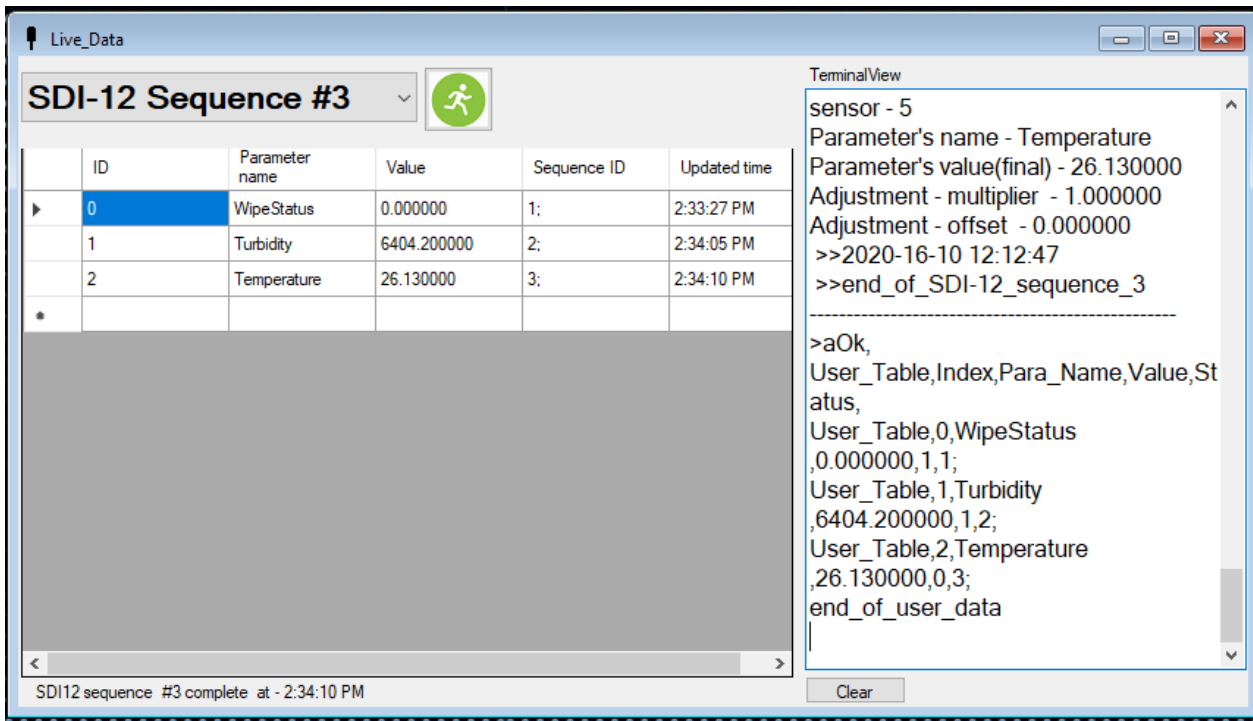 Live_Data
SDI-12 Sequence #3
ID Parameter name Value Sequence ID Updated time
0 WipeStatus 0.000000 1; 2:33:27 PM
1 Turbidity 6404.200000 2; 2:34:05 PM
2 Temperature 26.130000 3; 2:34:10 PM
SDI12 sequence #3 complete at - 2:34:10 PM
TerminalView
sensor - 5
Parameter's name - Temperature
Parameter's value(final) - 26.130000
Adjustment - multiplier - 1.000000
Adjustment - offset - 0.000000
>>2020-16-10 12:12:47
>>end_of_SDI-12_sequence_3
--------------------------------------------------
>aOk,
User_Table,Index,Para_Name,Value,St
atus,
User_Table,0,WipeStatus
,0.000000,1,1;
User_Table,1,Turbidity
,6404.200000,1,2;
User_Table,2,Temperature
,26.130000,0,3;
end_of_user_data
Clear